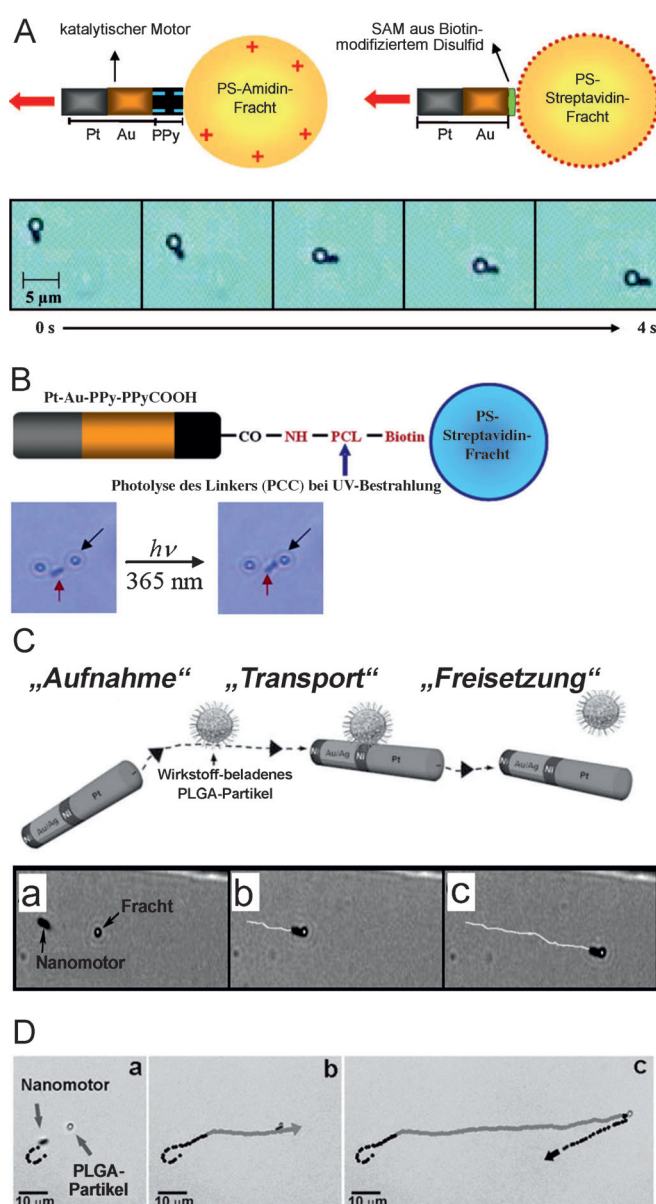 A
katalytischer Motor
PS-Amidin-
Fracht
Pt Au PPy
SAM aus Biotin-
modifiziertem Disulfid
PS-
Streptavidin-
Fracht
Pt Au
5 µm
0 s 4 s
B
Pt-Au-PPy-PPyCOOH
CO NH PCL Biotin
PS-
Streptavidin-
Fracht
Photolyse des Linkers (PCC) bei UV-Bestrahlung
hν
365 nm
C
„Aufnahme“ „Transport“ „Freisetzung“
Wirkstoff-beladenes
PLGA-Partikel
Ni Au/Ag Ni Pt
Ni Au/Ag Ni Pt
Ni Au/Ag Ni Pt
a b c
Fracht
Nanomotor
D
a b c
Nanomotor
PLGA-
Partikel
10 µm 10 µm 10 µm